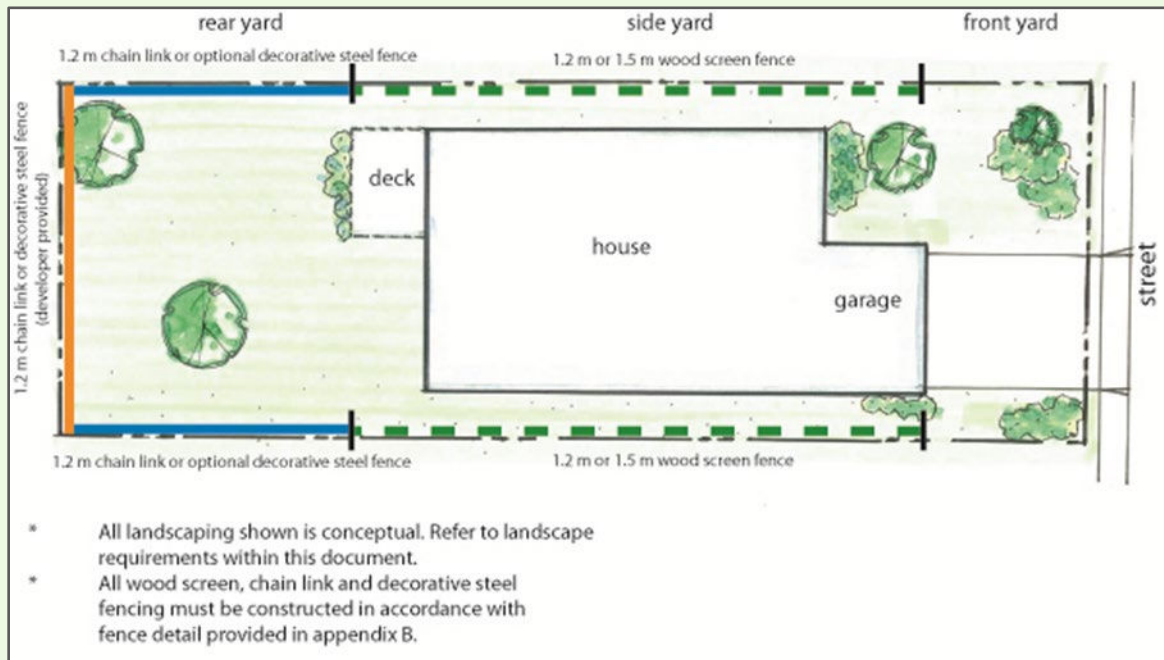 rear yard
side yard
front yard
1.2 m chain link or optional decorative steel fence
1.2 m or 1.5 m wood screen fence
1.2 m chain link or decorative steel fence
(developer provided)
deck
house
garage
street
1.2 m chain link or optional decorative steel fence
1.2 m or 1.5 m wood screen fence
* All landscaping shown is conceptual. Refer to landscape
requirements within this document.
* All wood screen, chain link and decorative steel
fencing must be constructed in accordance with
fence detail provided in appendix B.